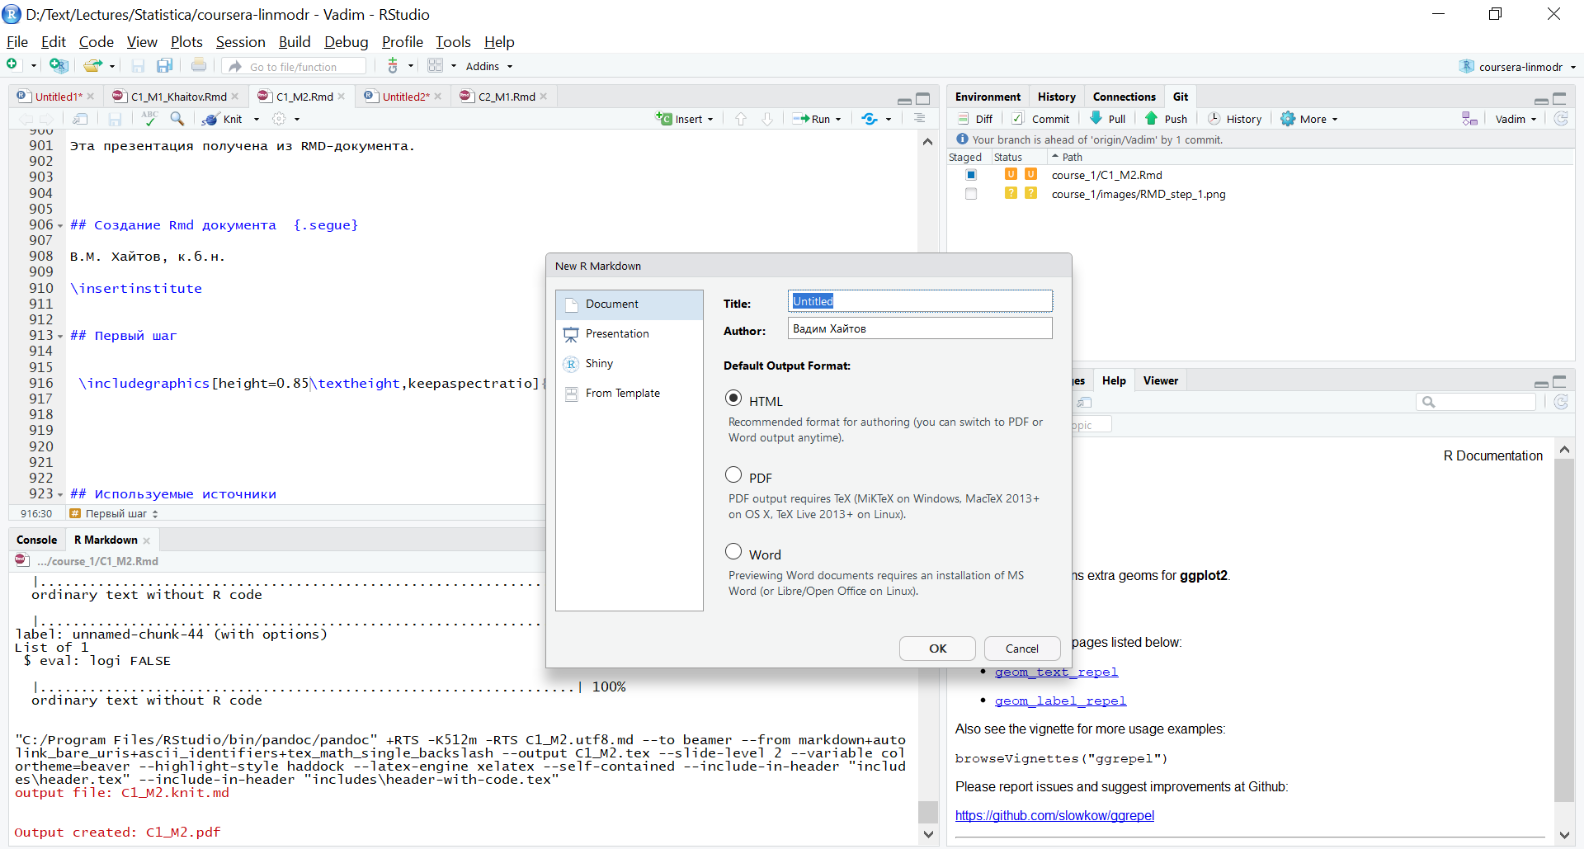 D:/Text/Lectures/Statistica/coursera-linmodr - Vadim - RStudio
File Edit Code View Plots Session Build Debug Profile Tools Help
Go to file/function Addins coursera-linmodr
Untitled1* C1_M1_Khaitov.Rmd C1_M2.Rmd Untitled2* C2_M1.Rmd
ABC Knit Insert Run
900
901 Эта презентация получена из RMD-документа.
902
903
904
905
906 ## Создание Rmd документа {.segue}
907
908 В.М. Хайтов, к.б.н.
909
910 \insertinstitute
911
912
913 ## Первый шаг
914
915
916 \includegraphics[height=0.85\textheight,keepaspectratio]{
917
918
919
920
921
922
923 ## Используемые источники
916:30 Первый шаг
Console R Markdown
.../course_1/C1_M2.Rmd
|......................................................................
ordinary text without R code
|......................................................................
label: unnamed-chunk-44 (with options)
List of 1
$ eval: logi FALSE
|.................................................................| 100%
ordinary text without R code
"C:/Program Files/RStudio/bin/pandoc/pandoc" +RTS -K512m -RTS C1_M2.utf8.md --to beamer --from markdown+auto
link_bare_uris+ascii_identifiers+tex_math_single_backslash --output C1_M2.tex --slide-level 2 --variable col
ortheme=beaver --highlight-style haddock --latex-engine xelatex --self-contained --include-in-header "includ
es\header.tex" --include-in-header "includes\header-with-code.tex"
output file: C1_M2.knit.md
Output created: C1_M2.pdf
New R Markdown
Document
Presentation
Shiny
From Template
Title: Untitled
Author: Вадим Хайтов
Default Output Format:
HTML
Recommended format for authoring (you can switch to PDF or
Word output anytime).
PDF
PDF output requires TeX (MiKTeX on Windows, MacTeX 2013+
on OS X, TeX Live 2013+ on Linux).
Word
Previewing Word documents requires an installation of MS
Word (or Libre/Open Office on Linux).
OK Cancel
Environment History Connections Git
Diff Commit Pull Push History More Vadim
Your branch is ahead of 'origin/Vadim' by 1 commit.
Staged Status Path
U U course_1/C1_M2.Rmd
? ? course_1/images/RMD_step_1.png
ges Help Viewer
opic
R Documentation
ns extra geoms for ggplot2.
pages listed below:
• geom_text_repel
• geom_label_repel
Also see the vignette for more usage examples:
browseVignettes("ggrepel")
Please report issues and suggest improvements at Github:
https://github.com/slowkow/ggrepel